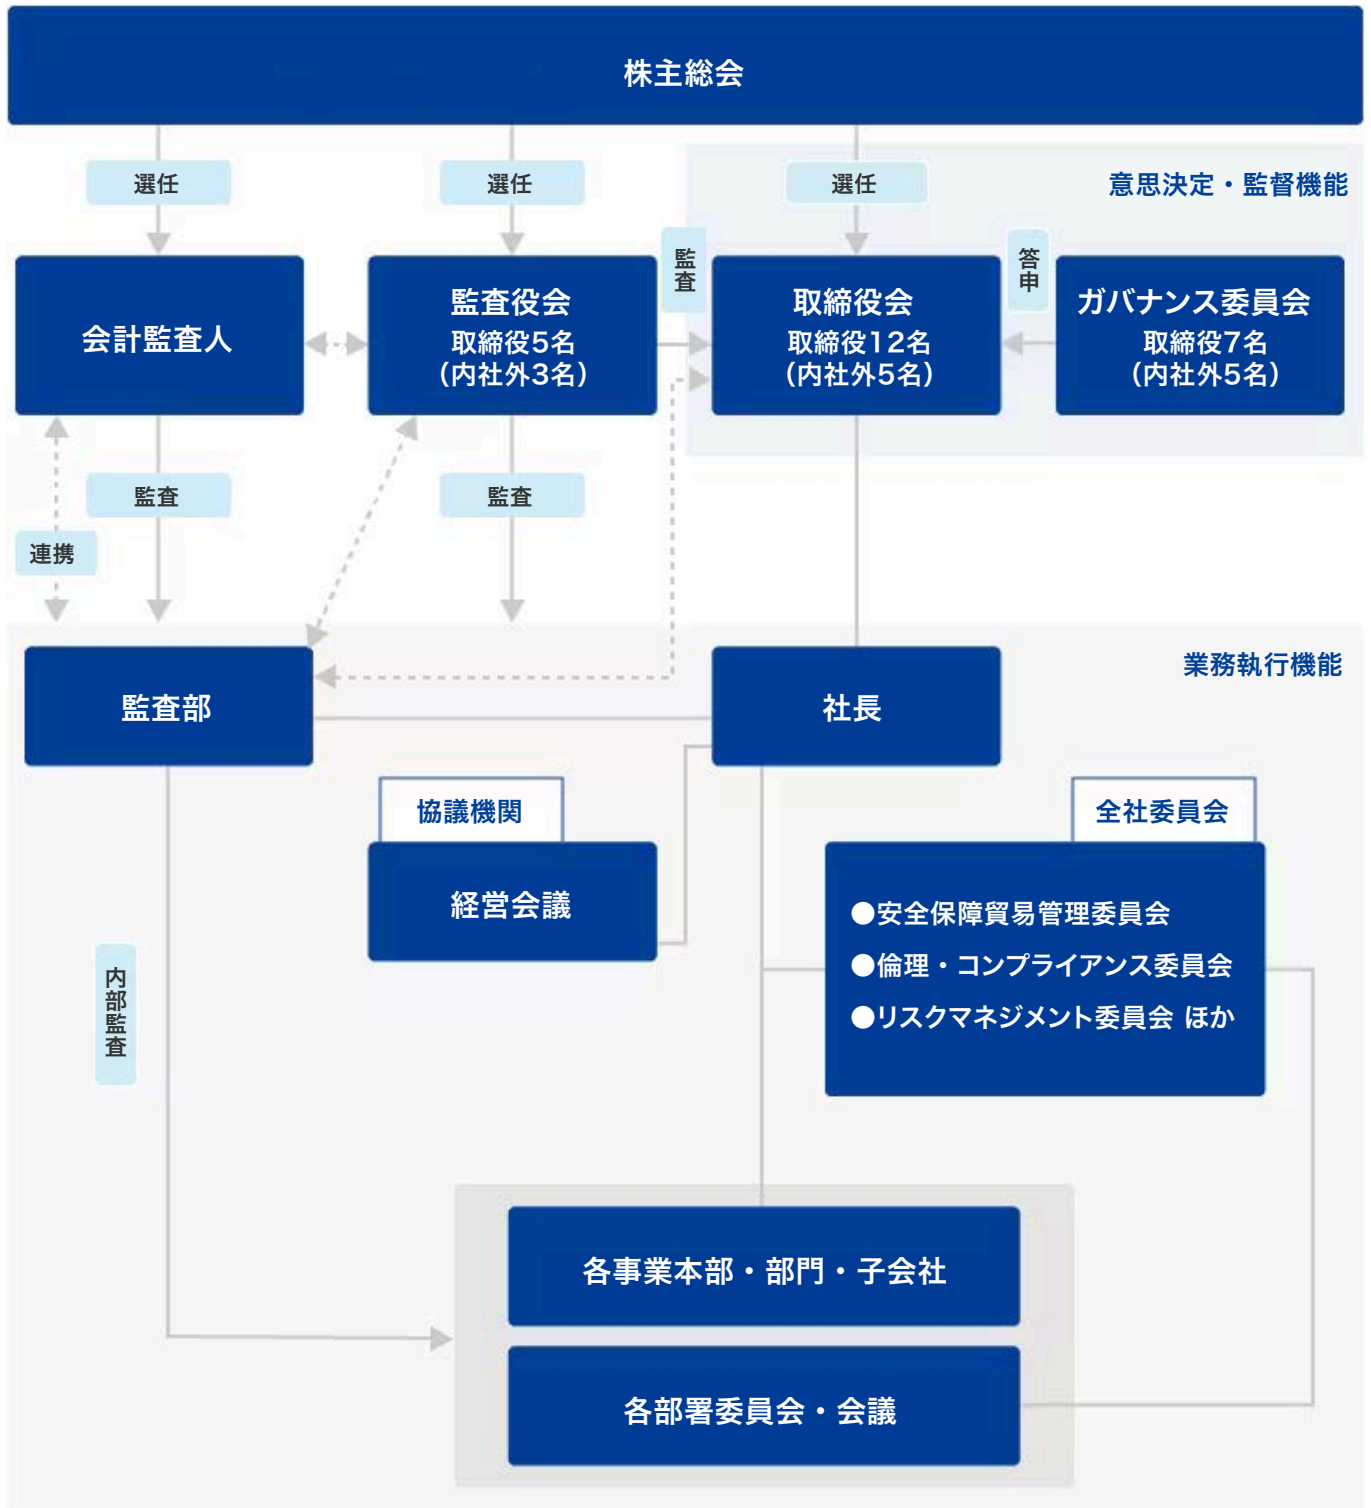 株主総会
選任
選任
選任
意思決定・監督機能
監査
答申
会計監査人
監査役会
取締役5名
（内社外3名）
取締役会
取締役12名
（内社外5名）
ガバナンス委員会
取締役7名
（内社外5名）
監査
監査
連携
業務執行機能
監査部
社長
協議機関
経営会議
全社委員会
●安全保障貿易管理委員会
●倫理・コンプライアンス委員会
●リスクマネジメント委員会 ほか
内部監査
各事業本部・部門・子会社
各部署委員会・会議